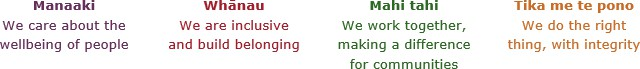 Manaaki
We care about the
wellbeing of people
Whānau
We are inclusive
and build belonging
Mahi tahi
We work together,
making a difference
for communities
Tika me te pono
We do the right
thing, with integrity